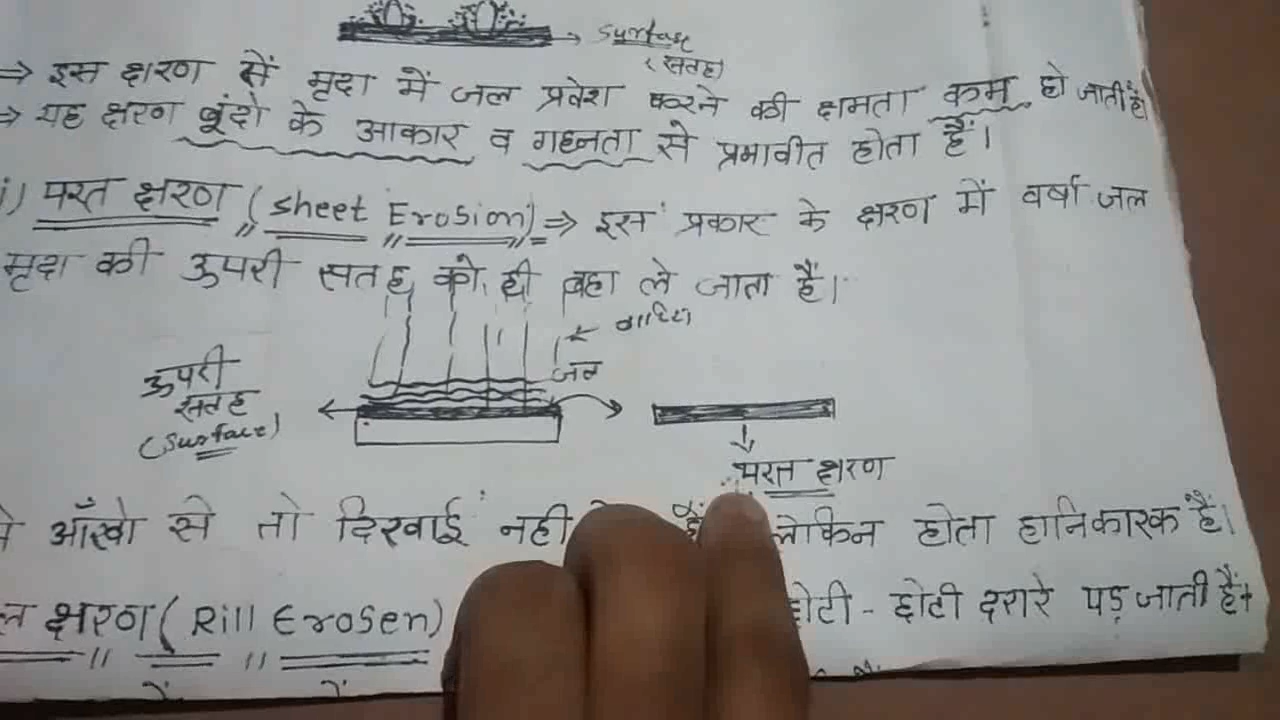 Surface
(सतह)
⇒ इस क्षरण से मृदा में जल प्रवेश करने की क्षमता कम हो जाती है।
⇒ यह क्षरण बूंदो के आकार व गहनता से प्रभावीत होता हैं।
i) परत क्षरण (Sheet Erosion) ⇒ इस प्रकार के क्षरण में वर्षा जल
मृदा की ऊपरी सतह को ही बहा ले जाता हैं।
जल
ऊपरी
सतह
(Surface)
परत क्षरण
आँखो से तो दिखाई नही लेकिन होता हानिकारक हैं।
क्षरण (Rill Erosen) छोटी - छोटी दरारे पड़ जाती हैं।